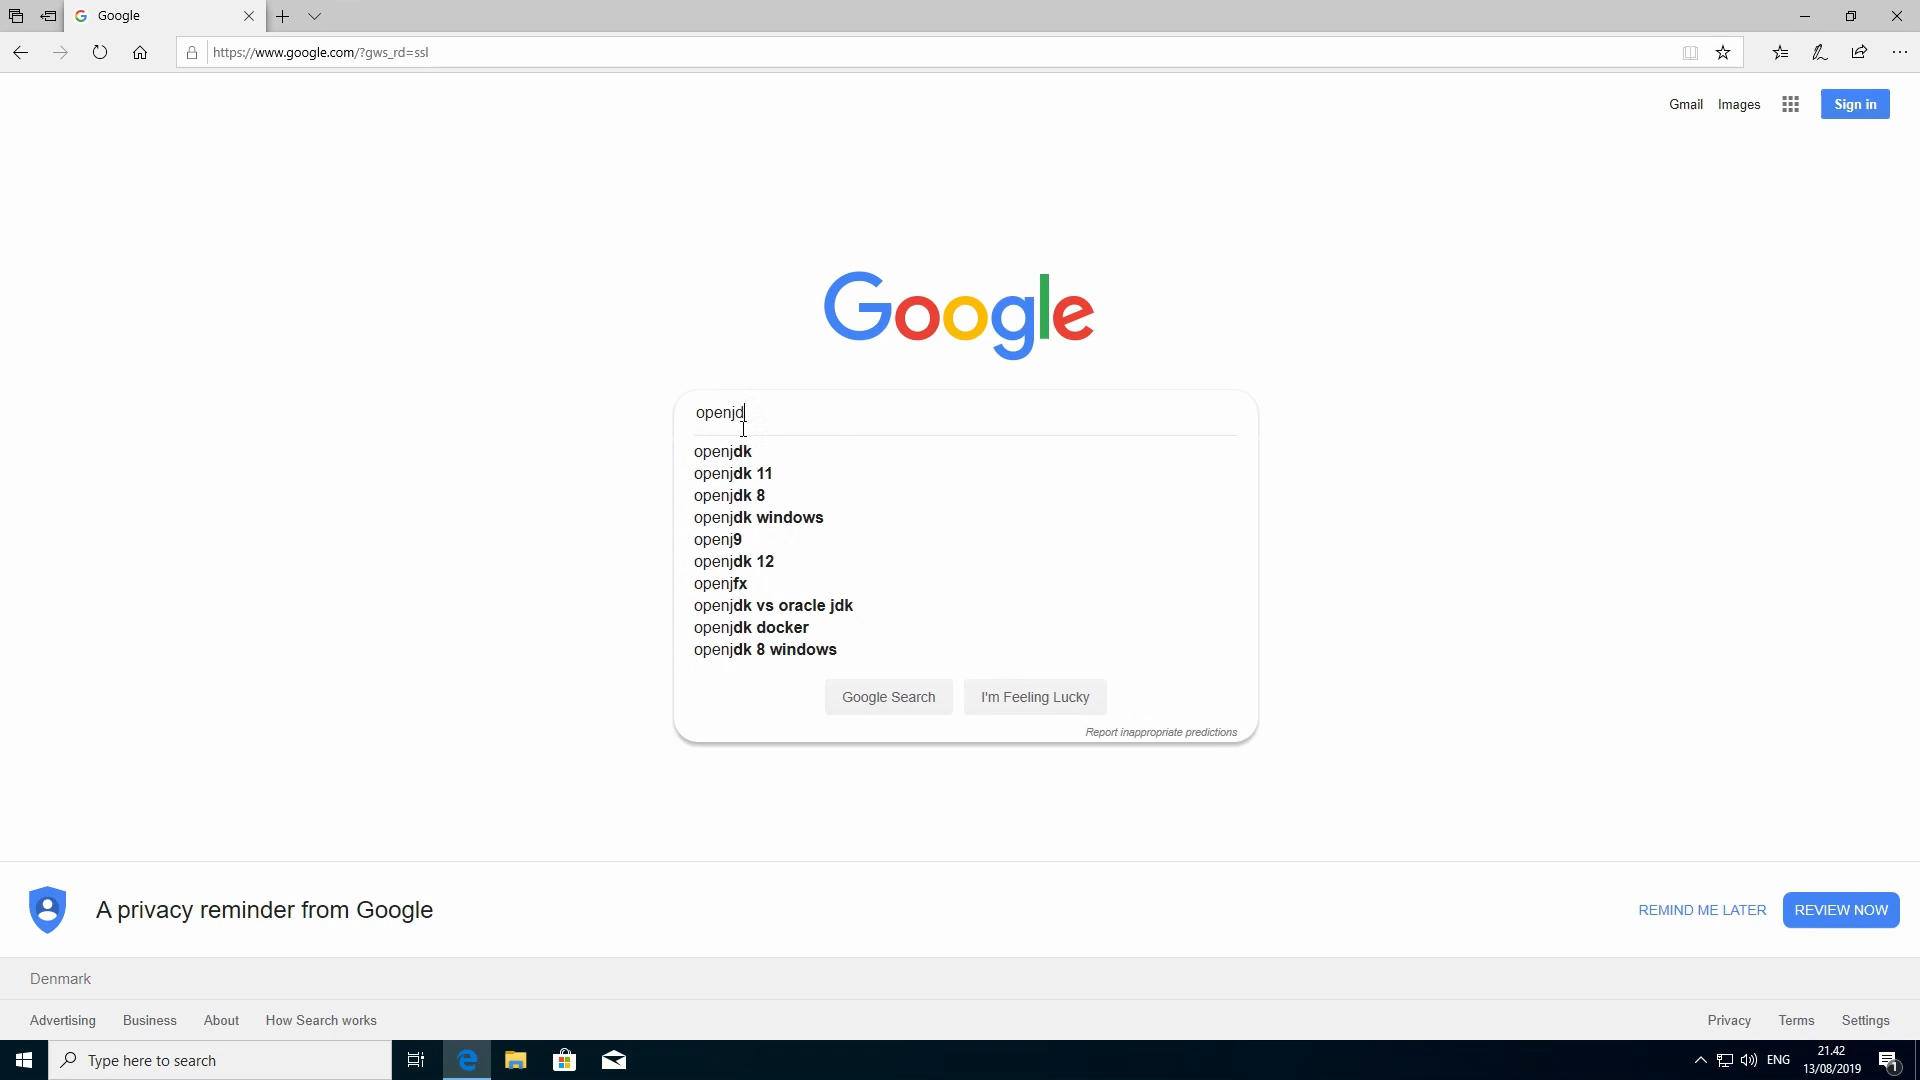 Google
https://www.google.com/?gws_rd=ssl
Gmail Images Sign in
Google
openjd
openjdk
openjdk 11
openjdk 8
openjdk windows
openj9
openjdk 12
openjfx
openjdk vs oracle jdk
openjdk docker
openjdk 8 windows
Google Search I'm Feeling Lucky
Report inappropriate predictions
A privacy reminder from Google REMIND ME LATER REVIEW NOW
Denmark
Advertising Business About How Search works Privacy Terms Settings
Type here to search ENG 21.42
13/08/2019 1